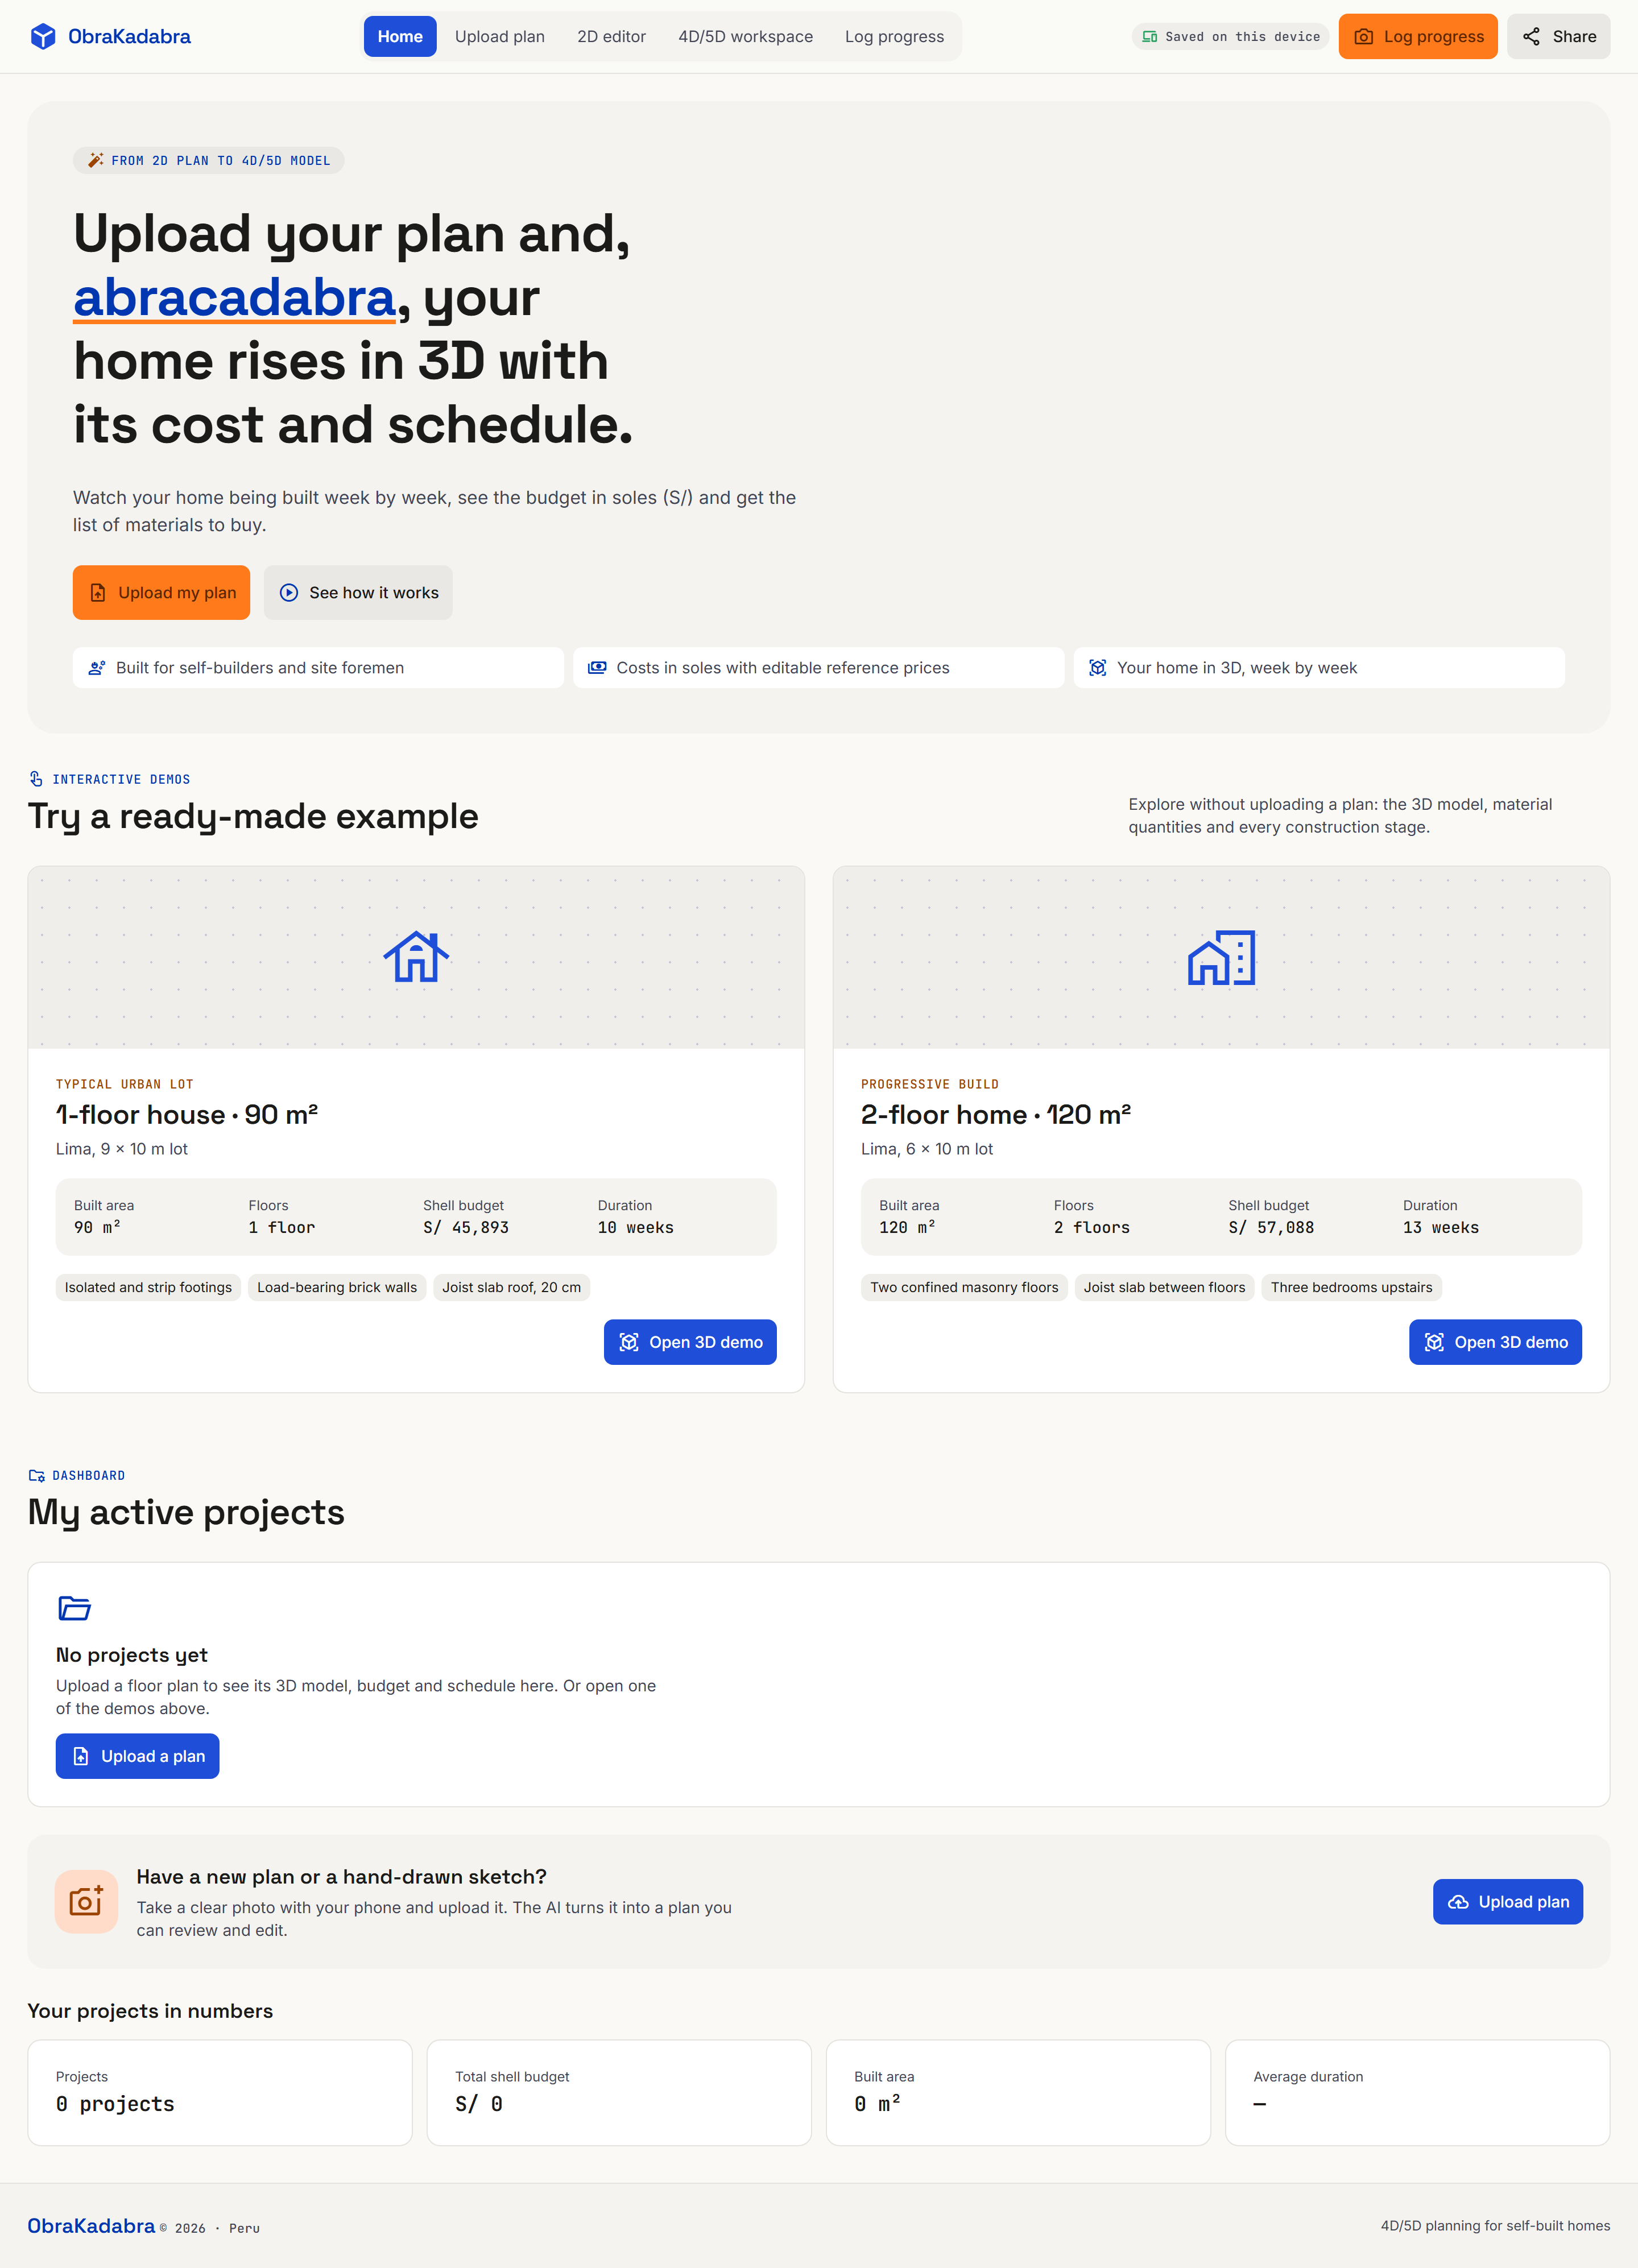 ObraKadabra
Home
Upload plan
2D editor
4D/5D workspace
Log progress
Saved on this device
Log progress
Share
FROM 2D PLAN TO 4D/5D MODEL
Upload your plan and,
abracadabra, your
home rises in 3D with
its cost and schedule.
Watch your home being built week by week, see the budget in soles (S/) and get the
list of materials to buy.
Upload my plan
See how it works
Built for self-builders and site foremen
Costs in soles with editable reference prices
Your home in 3D, week by week
INTERACTIVE DEMOS
Try a ready-made example
Explore without uploading a plan: the 3D model, material
quantities and every construction stage.
TYPICAL URBAN LOT
1-floor house · 90 m²
Lima, 9 × 10 m lot
Built area
90 m²
Floors
1 floor
Shell budget
S/ 45,893
Duration
10 weeks
Isolated and strip footings
Load-bearing brick walls
Joist slab roof, 20 cm
Open 3D demo
PROGRESSIVE BUILD
2-floor home · 120 m²
Lima, 6 × 10 m lot
Built area
120 m²
Floors
2 floors
Shell budget
S/ 57,088
Duration
13 weeks
Two confined masonry floors
Joist slab between floors
Three bedrooms upstairs
Open 3D demo
DASHBOARD
My active projects
No projects yet
Upload a floor plan to see its 3D model, budget and schedule here. Or open one
of the demos above.
Upload a plan
Have a new plan or a hand-drawn sketch?
Take a clear photo with your phone and upload it. The AI turns it into a plan you
can review and edit.
Upload plan
Your projects in numbers
Projects
0 projects
Total shell budget
S/ 0
Built area
0 m²
Average duration
—
ObraKadabra © 2026 · Peru
4D/5D planning for self-built homes